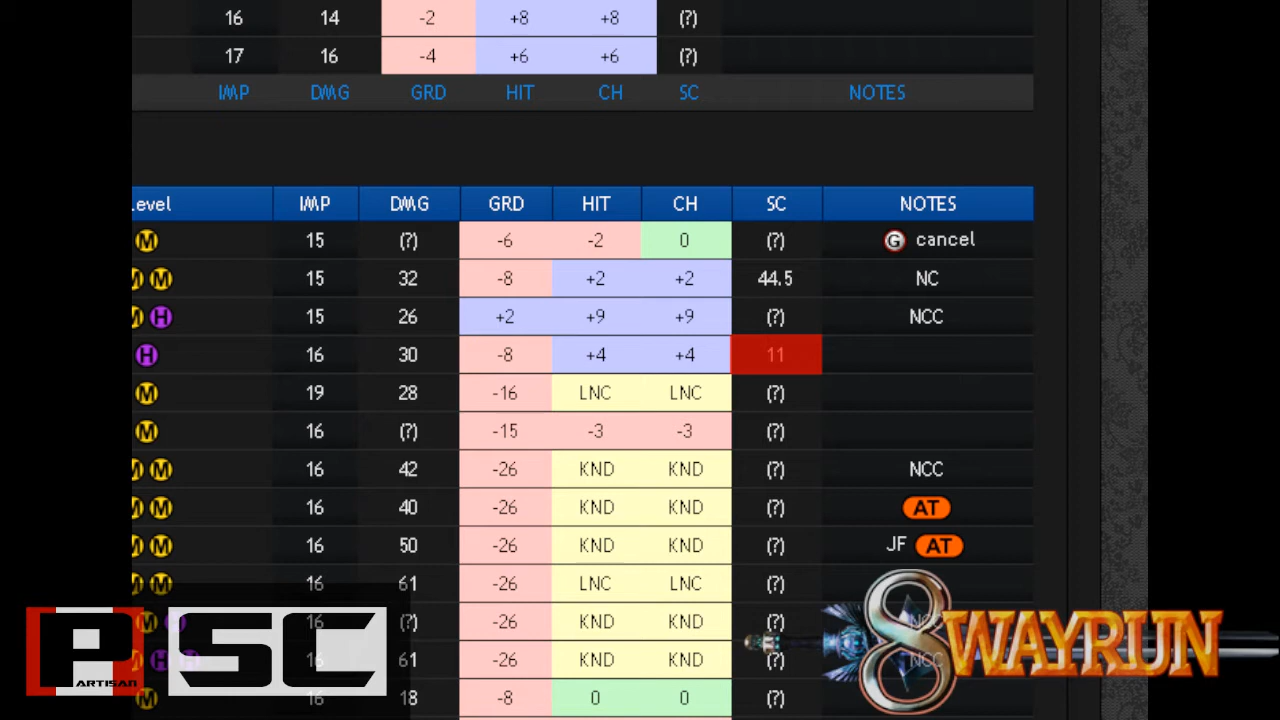 16 14 -2 +8 +8 (?)
17 16 -4 +6 +6 (?)
IMP DMG GRD HIT CH SC NOTES
Level IMP DMG GRD HIT CH SC NOTES
M 15 (?) -6 -2 0 (?) G cancel
M M 15 32 -8 +2 +2 44.5 NC
M H 15 26 +2 +9 +9 (?) NCC
H 16 30 -8 +4 +4 11
M 19 28 -16 LNC LNC (?)
M 16 (?) -15 -3 -3 (?)
M M 16 42 -26 KND KND (?) NCC
M M 16 40 -26 KND KND (?) AT
M M 16 50 -26 KND KND (?) JF AT
M M 16 61 -26 LNC LNC (?)
M H 16 (?) -26 KND KND (?)
M H H 16 61 -26 KND KND (?) NCC
M 16 18 -8 0 0 (?)
P ARTISAN SC
8WAYRUN